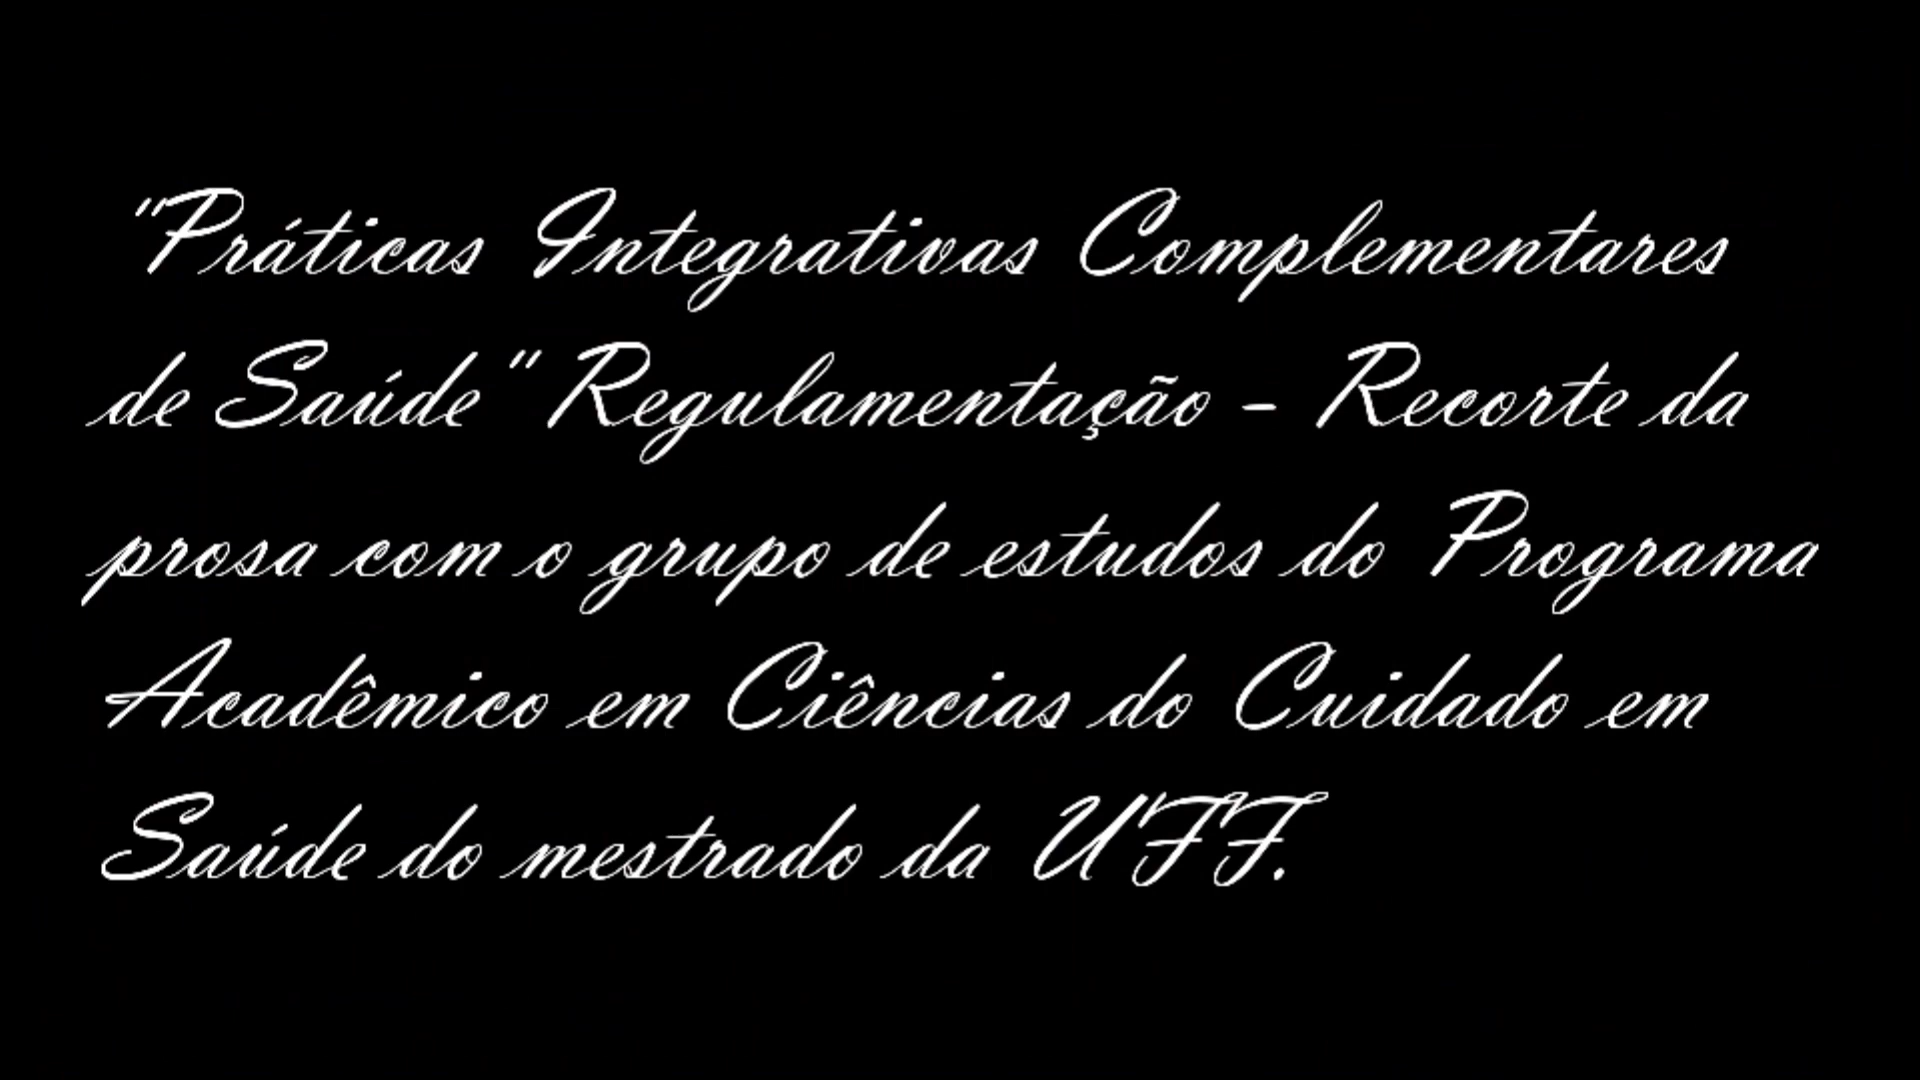 "Práticas Integrativas Complementares
de Saúde" Regulamentação - Recorte da
prosa com o grupo de estudos do Programa
Acadêmico em Ciências do Cuidado em
Saúde do mestrado da UFF.